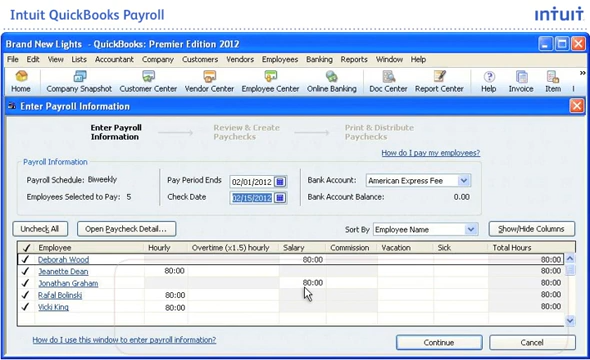 Intuit QuickBooks Payroll
intuit
Brand New Lights - QuickBooks: Premier Edition 2012
File Edit View Lists Accountant Company Customers Vendors Employees Banking Reports Window Help
Home Company Snapshot Customer Center Vendor Center Employee Center Online Banking Doc Center Report Center Help Invoice Item I »
Enter Payroll Information
Enter Payroll Review & Create Print & Distribute
Information Paychecks Paychecks
How do I pay my employees?
Payroll Information
Payroll Schedule: Biweekly Pay Period Ends 02/01/2012 Bank Account: American Express Fee
Employees Selected to Pay: 5 Check Date 02/15/2012 Bank Account Balance: 0.00
Uncheck All Open Paycheck Detail... Sort By Employee Name Show/Hide Columns
✓ Employee Hourly Overtime (x1.5) hourly Salary Commission Vacation Sick Total Hours
✓ Deborah Wood 80:00 80:00
✓ Jeanette Dean 80:00 80:00
✓ Jonathan Graham 80:00 80:00
✓ Rafal Bolinski 80:00 80:00
✓ Vicki King 80:00 80:00
How do I use this window to enter payroll information? Continue Cancel